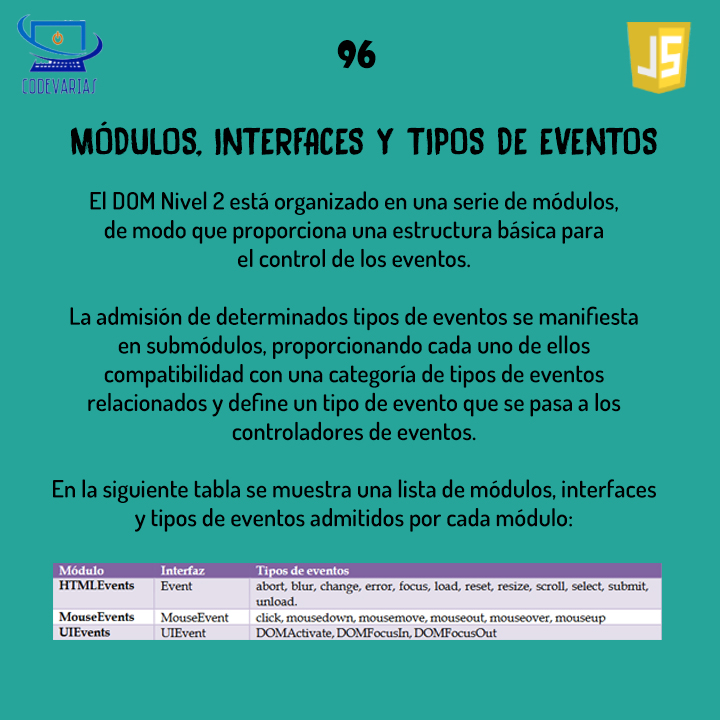 CODEVARIAS
96
JS
MÓDULOS, INTERFACES Y TIPOS DE EVENTOS
El DOM Nivel 2 está organizado en una serie de módulos,
de modo que proporciona una estructura básica para
el control de los eventos.
La admisión de determinados tipos de eventos se manifiesta
en submódulos, proporcionando cada uno de ellos
compatibilidad con una categoría de tipos de eventos
relacionados y define un tipo de evento que se pasa a los
controladores de eventos.
En la siguiente tabla se muestra una lista de módulos, interfaces
y tipos de eventos admitidos por cada módulo:
Módulo Interfaz Tipos de eventos
HTMLEvents Event abort, blur, change, error, focus, load, reset, resize, scroll, select, submit,
unload.
MouseEvents MouseEvent click, mousedown, mousemove, mouseout, mouseover, mouseup
UIEvents UIEvent DOMActivate, DOMFocusIn, DOMFocusOut